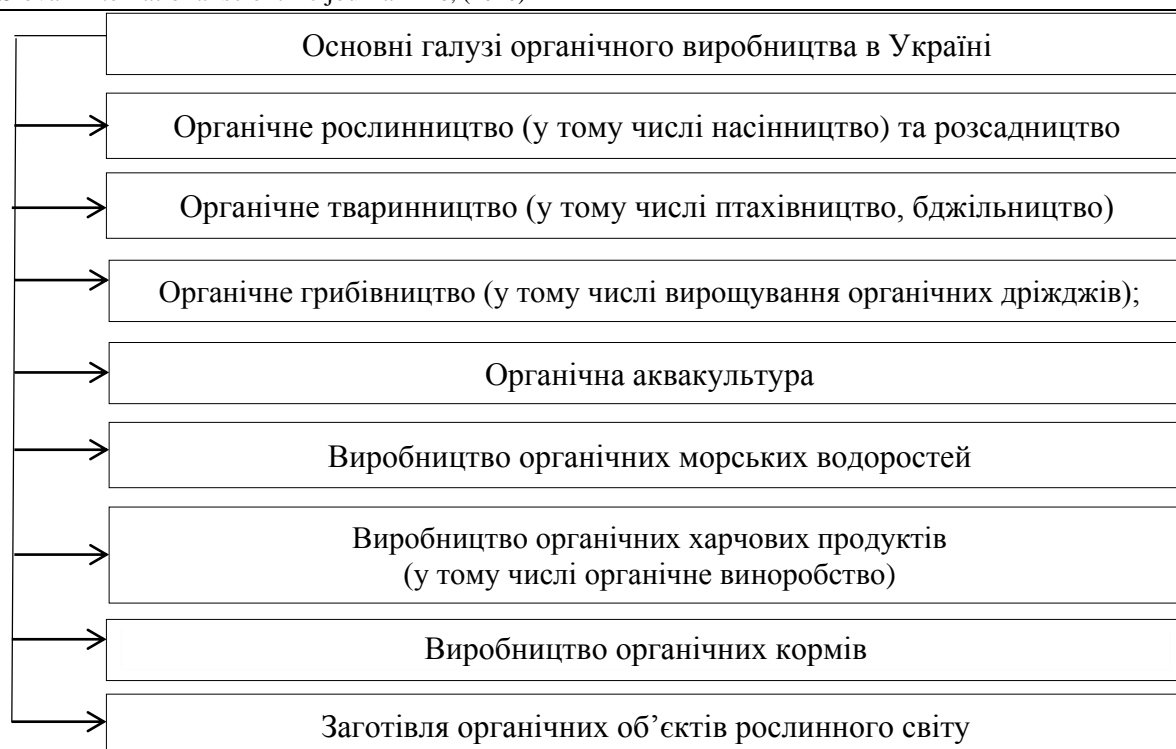 Основні галузі органічного виробництва в Україні
Органічне рослинництво (у тому числі насінництво) та розсадництво
Органічне тваринництво (у тому числі птахівництво, бджільництво)
Органічне грибівництво (у тому числі вирощування органічних дріжджів);
Органічна аквакультура
Виробництво органічних морських водоростей
Виробництво органічних харчових продуктів
(у тому числі органічне виноробство)
Виробництво органічних кормів
Заготівля органічних об’єктів рослинного світу